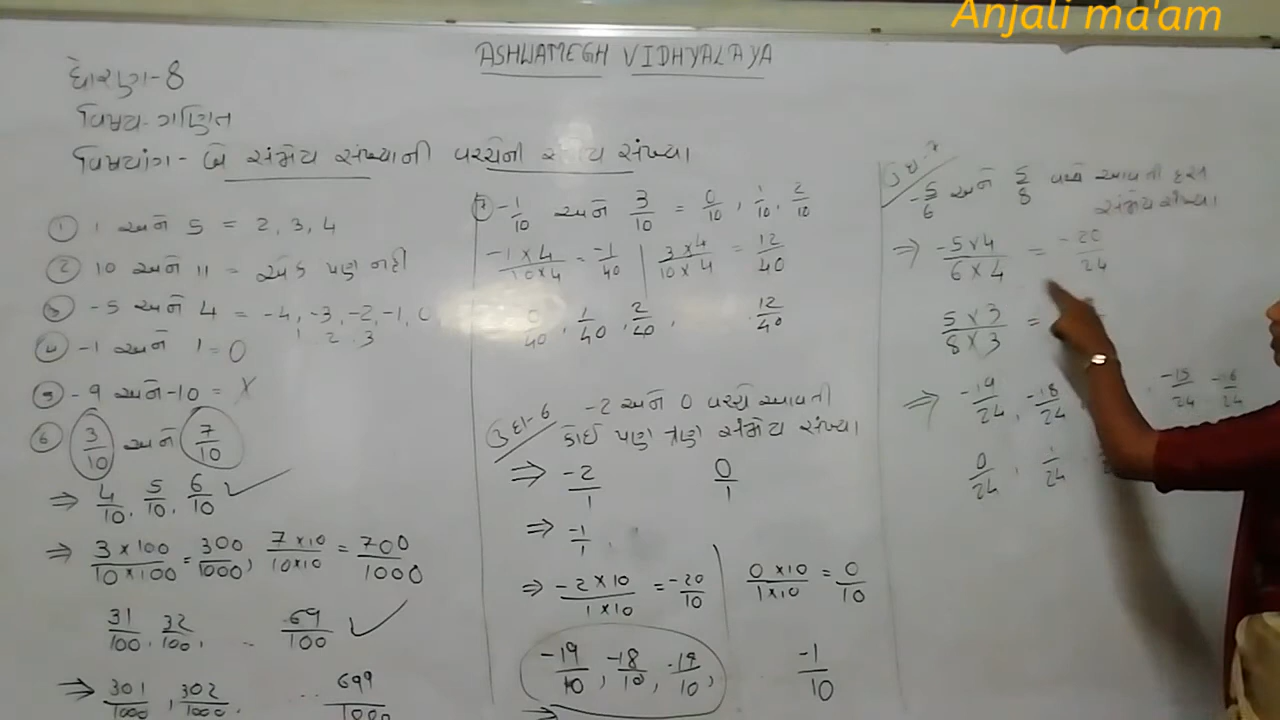 Anjali ma'am
ASHWAMEGH VIDHYALAYA
ધોરણ-8
વિષય-ગણિત
વિષયાંગ - બે સંમેય સંખ્યાની વચ્ચેની સંખ્યા
① 1 અને 5 = 2, 3, 4
② 10 અને 11 = એક પણ નહી
③ -5 અને 4 = -4, -3, -2, -1, 0,
1 2 3
④ -1 અને 1 = 0
⑤ -9 અને -10 = X
⑥ 3/10 અને 7/10
⇒ 4/10, 5/10, 6/10 ✓
⇒ 3×100/10×100 = 300/1000, 7×10/10×10 = 700/1000
31/100, 32/100, .. 69/100 ✓
⇒ 301/1000, 302/1000, .. 699/1000
⑦ -1/10 અને 3/10 = 0/10, 1/10, 2/10
-1×4/10×4 = -1/40 | 3×4/10×4 = 12/40
0/40, 1/40, 2/40, 12/40
ઉદા-6 -2 અને 0 વચ્ચે આવતી
કોઈ પણ ત્રણ સંમેય સંખ્યા
⇒ -2/1 0/1
⇒ -1/1
⇒ -2×10/1×10 = -20/10 | 0×10/1×10 = 0/10
-19/10, -18/10, -19/10, -1/10
⇒
-5/6 અને 5/8 વચ્ચે આવતી દસ
સંમેય સંખ્યા
⇒ -5×4/6×4 = -20/24
5×3/8×3 =
⇒ -19/24, -18/24, , -15/24 -16/24
0/24, 1/24,